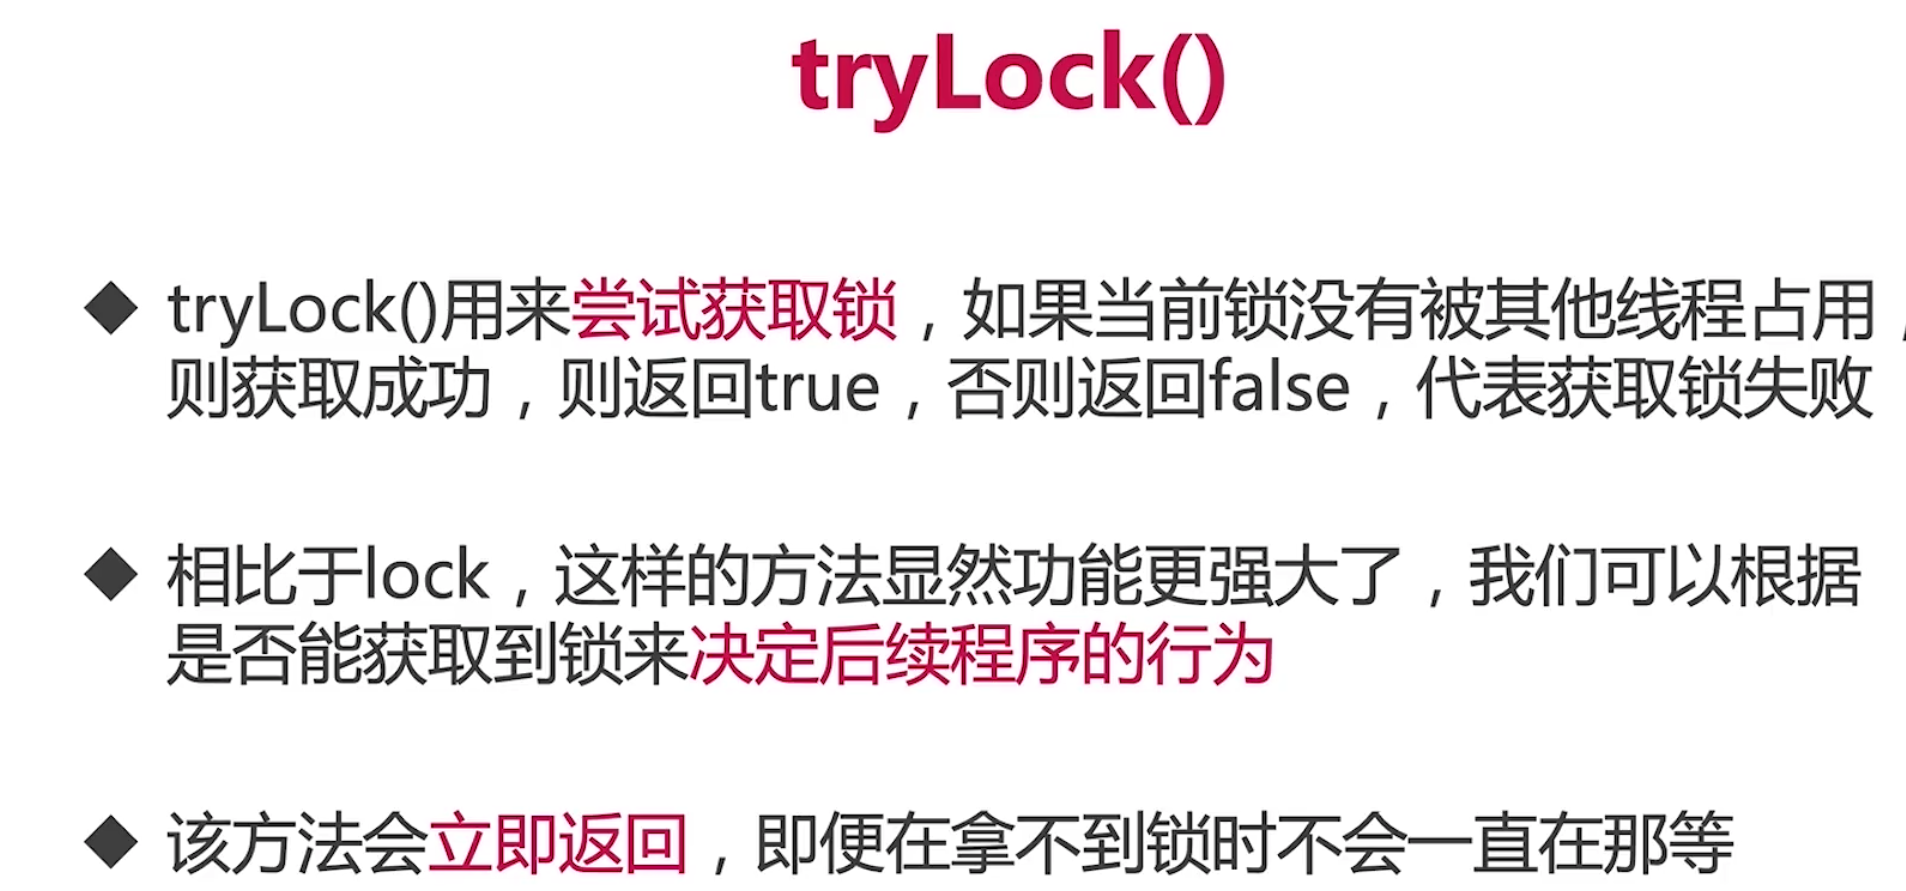 tryLock()
◆ tryLock()用来尝试获取锁，如果当前锁没有被其他线程占用，
则获取成功，则返回true，否则返回false，代表获取锁失败
◆ 相比于lock，这样的方法显然功能更强大了，我们可以根据
是否能获取到锁来决定后续程序的行为
◆ 该方法会立即返回，即便在拿不到锁时不会一直在那等